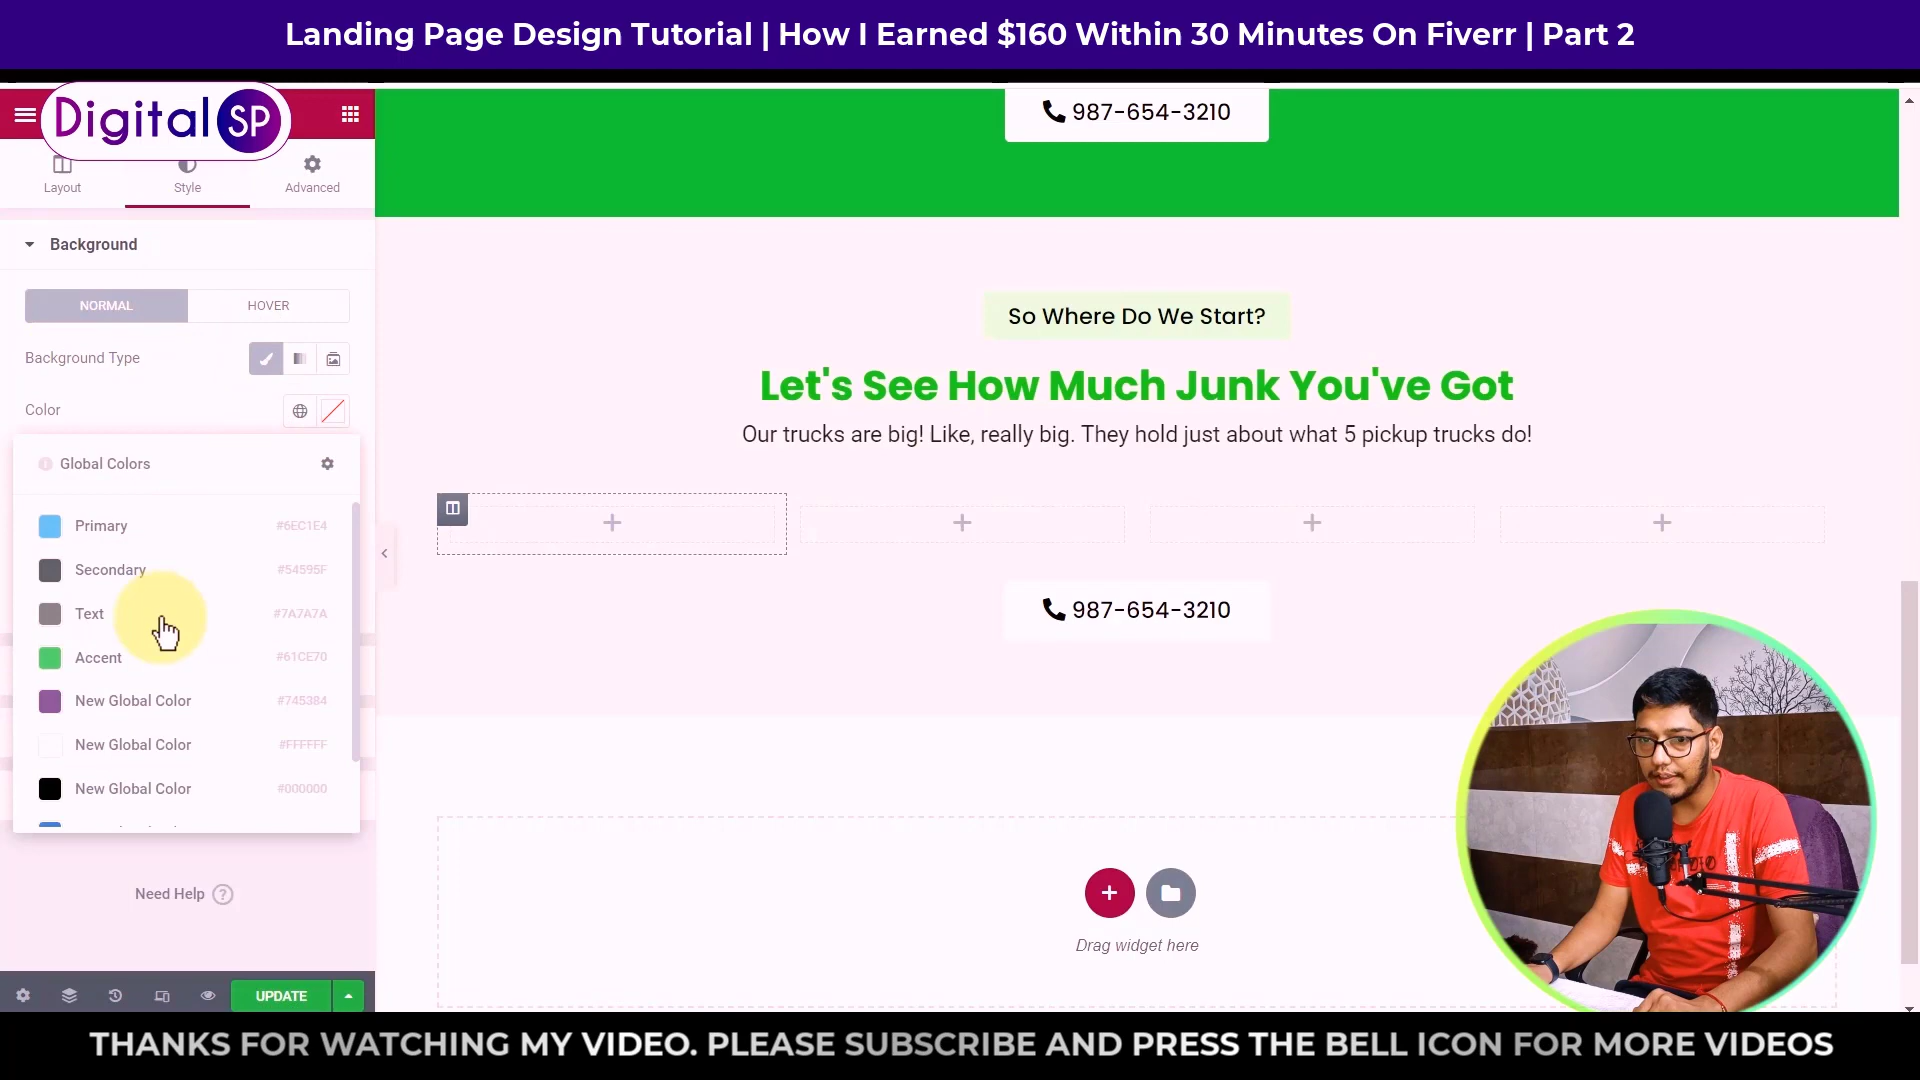 Landing Page Design Tutorial | How I Earned $160 Within 30 Minutes On Fiverr | Part 2
Digital SP
Layout
Style
Advanced
Background
NORMAL
HOVER
Background Type
Color
Global Colors
Primary #6EC1E4
Secondary #54595F
Text #7A7A7A
Accent #61CE70
New Global Color #745384
New Global Color #FFFFFF
New Global Color #000000
Need Help ?
UPDATE
987-654-3210
So Where Do We Start?
Let's See How Much Junk You've Got
Our trucks are big! Like, really big. They hold just about what 5 pickup trucks do!
987-654-3210
Drag widget here
THANKS FOR WATCHING MY VIDEO. PLEASE SUBSCRIBE AND PRESS THE BELL ICON FOR MORE VIDEOS